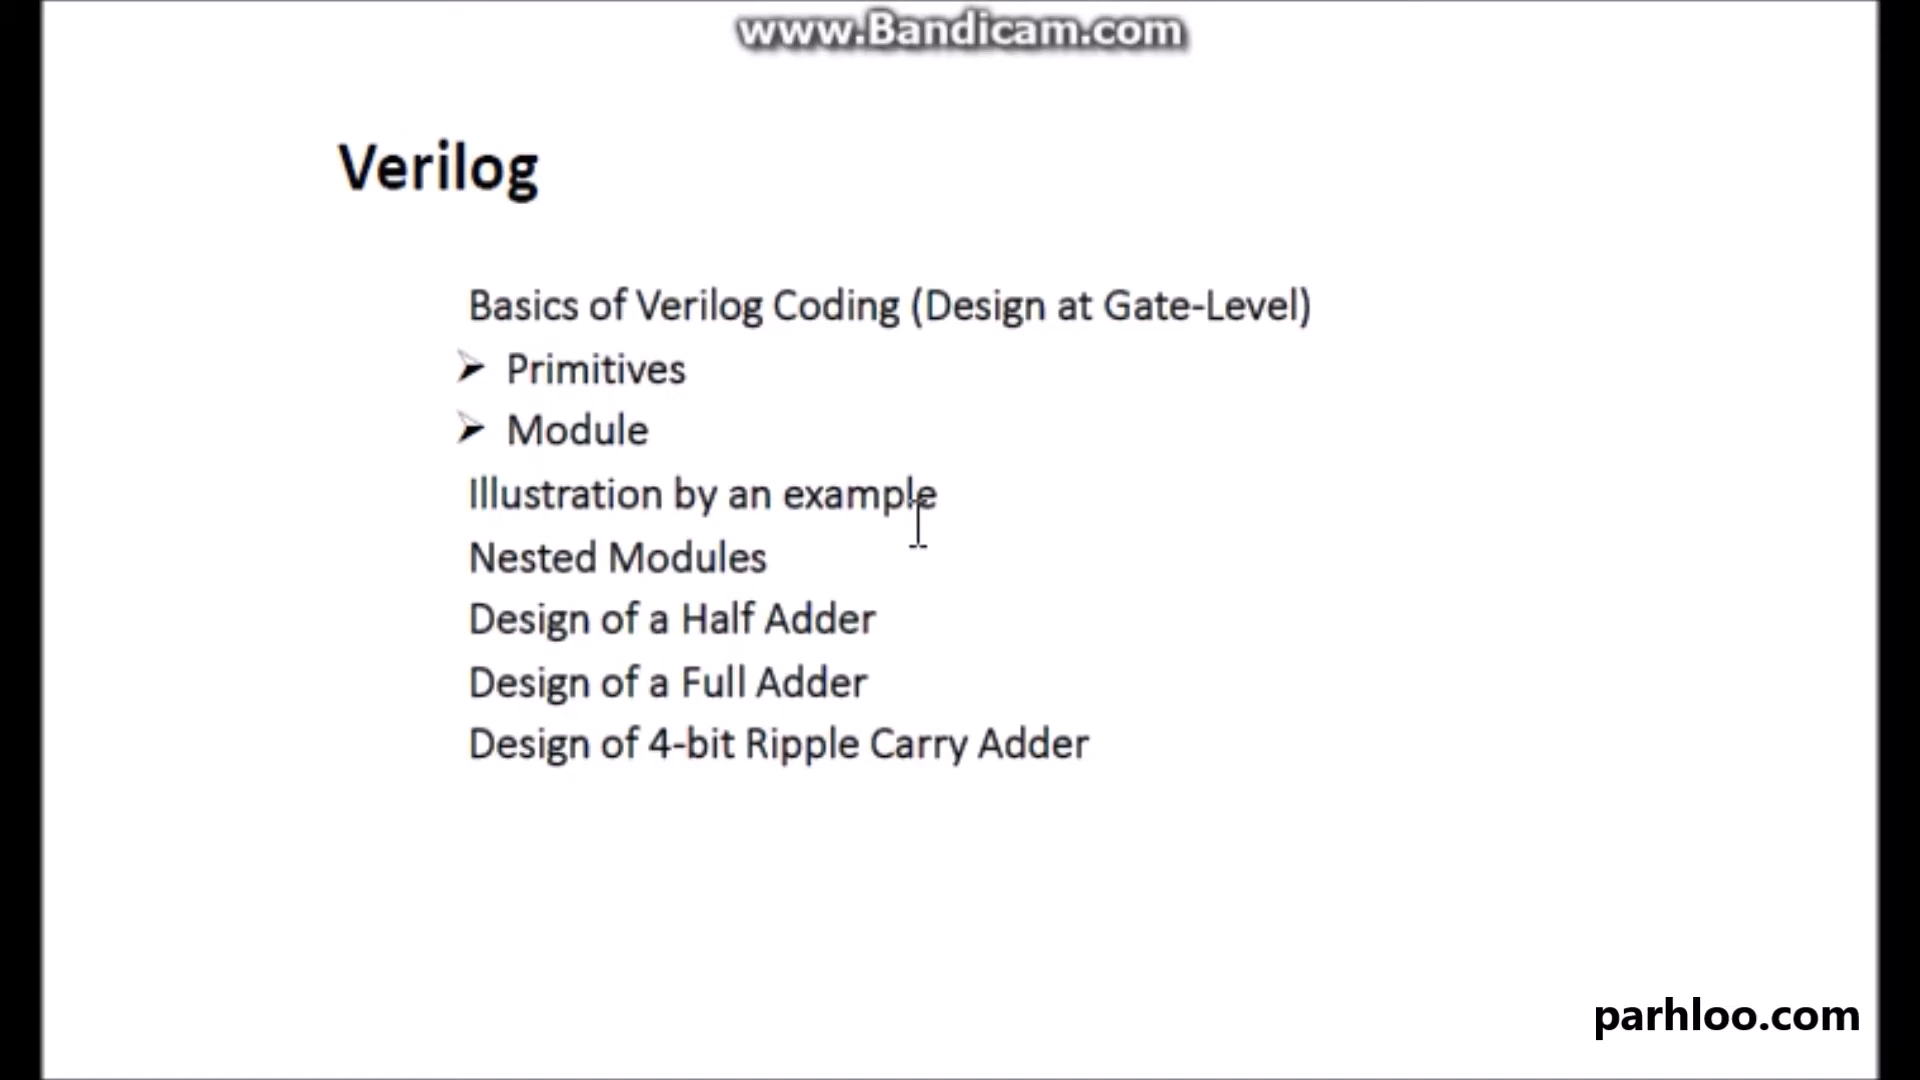 www.Bandicam.com
Verilog
Basics of Verilog Coding (Design at Gate-Level)
Primitives
Module
Illustration by an example
Nested Modules
Design of a Half Adder
Design of a Full Adder
Design of 4-bit Ripple Carry Adder
parhloo.com